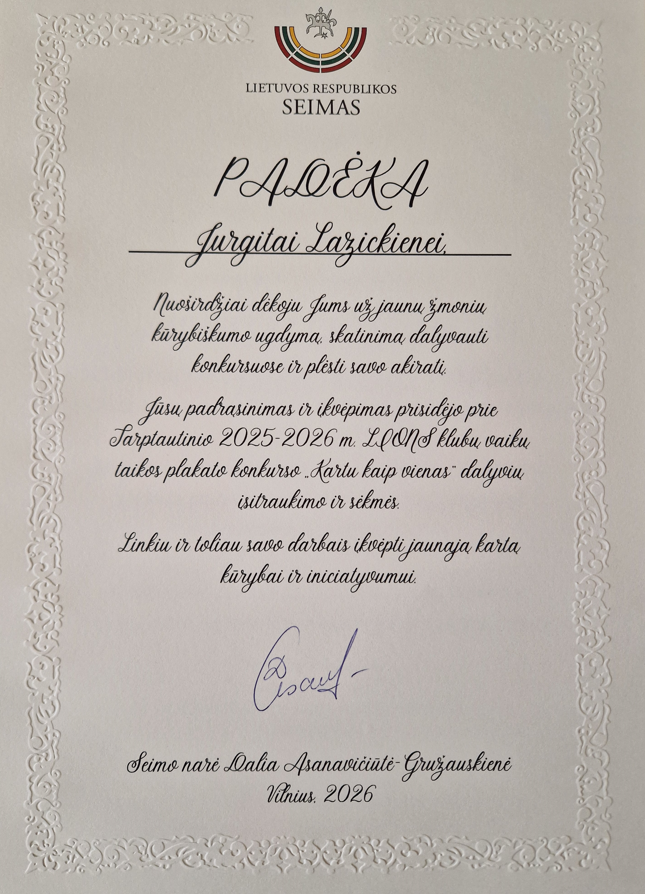 LIETUVOS RESPUBLIKOS
SEIMAS
PADĖKA
Jurgitai Lazickienei,
Nuoširdžiai dėkoju Jums už jaunų žmonių
kūrybiškumo ugdymą, skatinimą dalyvauti
konkursuose ir plėsti savo akiratį.
Jūsų padrąsinimas ir įkvėpimas prisidėjo prie
Tarptautinio 2025-2026 m. LIONS klubų vaikų
taikos plakato konkurso „Kartu kaip vienas“ dalyvių
įsitraukimo ir sėkmės.
Linkiu ir toliau savo darbais įkvėpti jaunąją kartą
kūrybai ir iniciatyvumui.
Seimo narė Dalia Asanavičiūtė-Gružauskienė
Vilnius, 2026